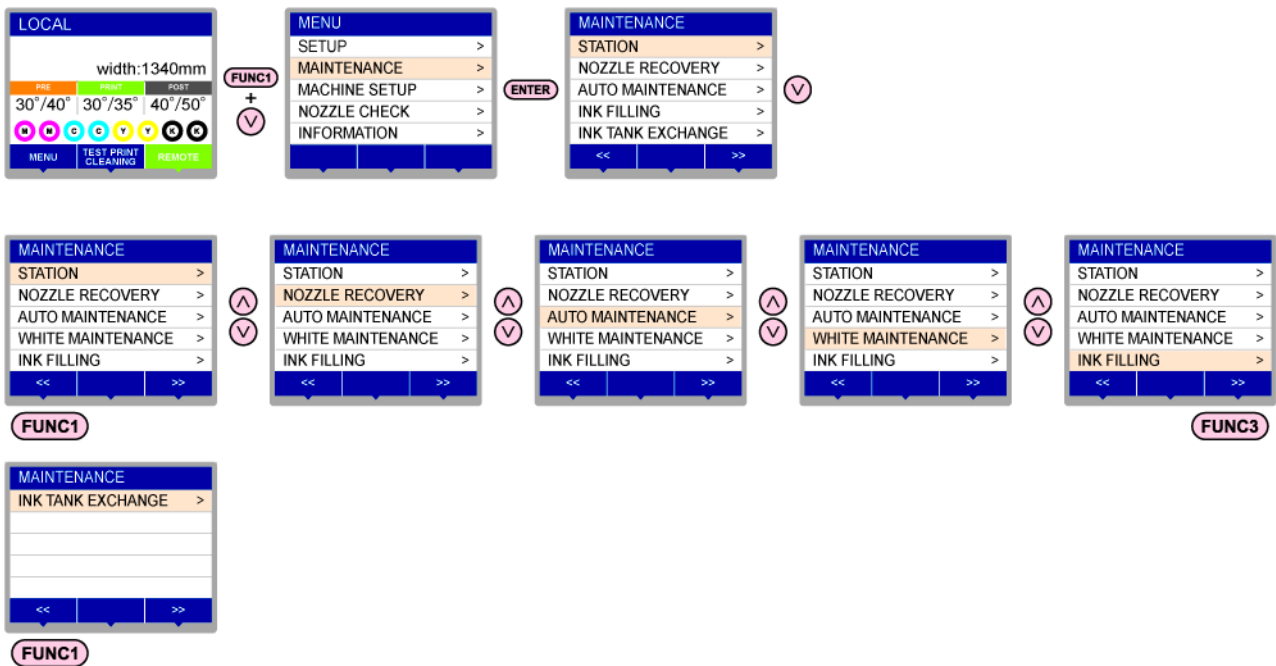 LOCAL
width:1340mm
PRE PRINT POST
30°/40° 30°/35° 40°/50°
M M C C Y Y K K
MENU TEST PRINT CLEANING REMOTE
FUNC1
+
MENU
SETUP >
MAINTENANCE >
MACHINE SETUP >
NOZZLE CHECK >
INFORMATION >
ENTER
MAINTENANCE
STATION >
NOZZLE RECOVERY >
AUTO MAINTENANCE >
INK FILLING >
INK TANK EXCHANGE >
<< >>
MAINTENANCE
STATION >
NOZZLE RECOVERY >
AUTO MAINTENANCE >
WHITE MAINTENANCE >
INK FILLING >
<< >>
FUNC1
MAINTENANCE
STATION >
NOZZLE RECOVERY >
AUTO MAINTENANCE >
WHITE MAINTENANCE >
INK FILLING >
<< >>
MAINTENANCE
STATION >
NOZZLE RECOVERY >
AUTO MAINTENANCE >
WHITE MAINTENANCE >
INK FILLING >
<< >>
MAINTENANCE
STATION >
NOZZLE RECOVERY >
AUTO MAINTENANCE >
WHITE MAINTENANCE >
INK FILLING >
<< >>
MAINTENANCE
STATION >
NOZZLE RECOVERY >
AUTO MAINTENANCE >
WHITE MAINTENANCE >
INK FILLING >
<< >>
FUNC3
MAINTENANCE
INK TANK EXCHANGE >
<< >>
FUNC1